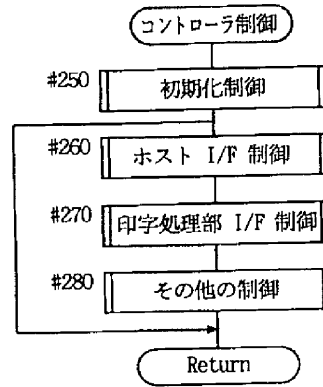 コントローラ制御
#250
初期化制御
#260
ホスト I/F 制御
#270
印字処理部 I/F 制御
#280
その他の制御
Return